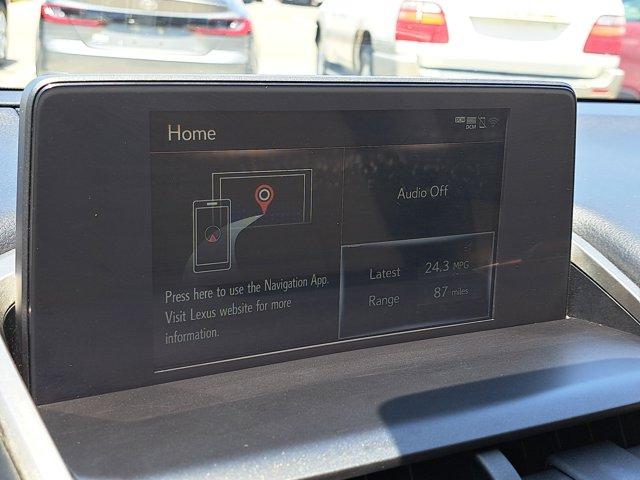 Home
DCM
Audio Off
Press here to use the Navigation App.
Visit Lexus website for more
information.
Latest 24.3 MPG
Range 87 miles